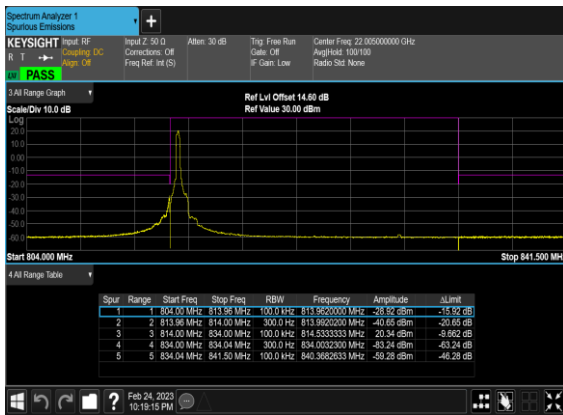 Spectrum Analyzer 1
Spurious Emissions
KEYSIGHT Input: RF Input Z: 50 Ω Atten: 30 dB Trig: Free Run Center Freq: 22.005000000 GHz
R T Coupling: DC Corrections: Off Gate: Off Avg|Hold: 100/100
Align: Off Freq Ref: Int (S) IF Gain: Low Radio Std: None
PASS
3 All Range Graph
Ref Lvl Offset 14.60 dB
Scale/Div 10.0 dB Ref Value 30.00 dBm
Log
20.0
10.0
0.00
-10.0
-20.0
-30.0
-40.0
-50.0
-60.0
Start 804.000 MHz Stop 841.500 MH
4 All Range Table
Spur Range Start Freq Stop Freq RBW Frequency Amplitude ΔLimit
1 1 804.00 MHz 813.96 MHz 100.0 kHz 813.9620000 MHz -28.92 dBm -15.92 dB
2 2 813.96 MHz 814.00 MHz 300.0 Hz 813.9920200 MHz -40.65 dBm -20.65 dB
3 3 814.00 MHz 834.00 MHz 100.0 kHz 814.5333333 MHz 20.34 dBm -9.662 dB
4 4 834.00 MHz 834.04 MHz 300.0 Hz 834.0032300 MHz -83.24 dBm -63.24 dB
5 5 834.04 MHz 841.50 MHz 100.0 kHz 840.3682633 MHz -59.28 dBm -46.28 dB
Feb 24, 2023
10:19:15 PM